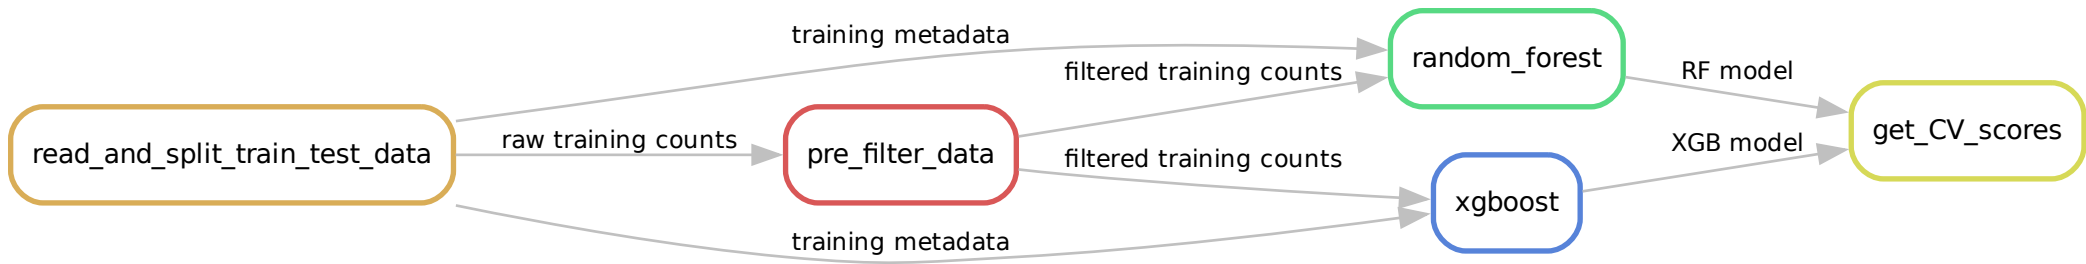 training metadata
random_forest
filtered training counts
RF model
raw training counts
read_and_split_train_test_data
pre_filter_data
get_CV_scores
XGB model
filtered training counts
xgboost
training metadata